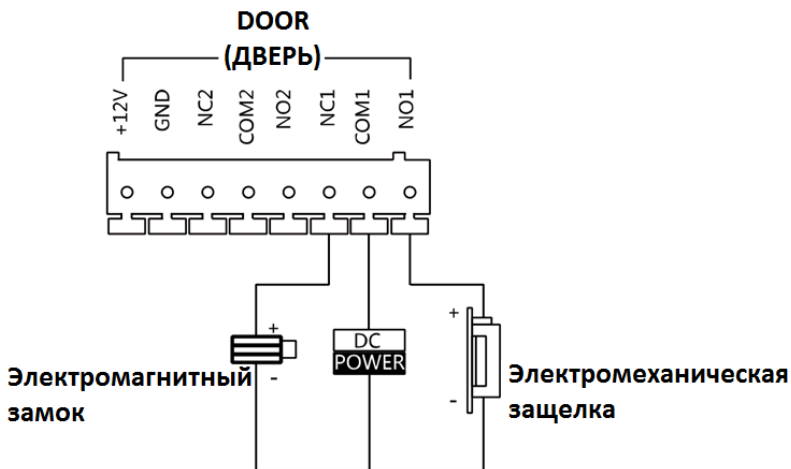 DOOR
(ДВЕРЬ)
+12V
GND
NC2
COM2
NO2
NC1
COM1
NO1
+
-
DC
POWER
+
-
Электромагнитный
замок
Электромеханическая
защелка